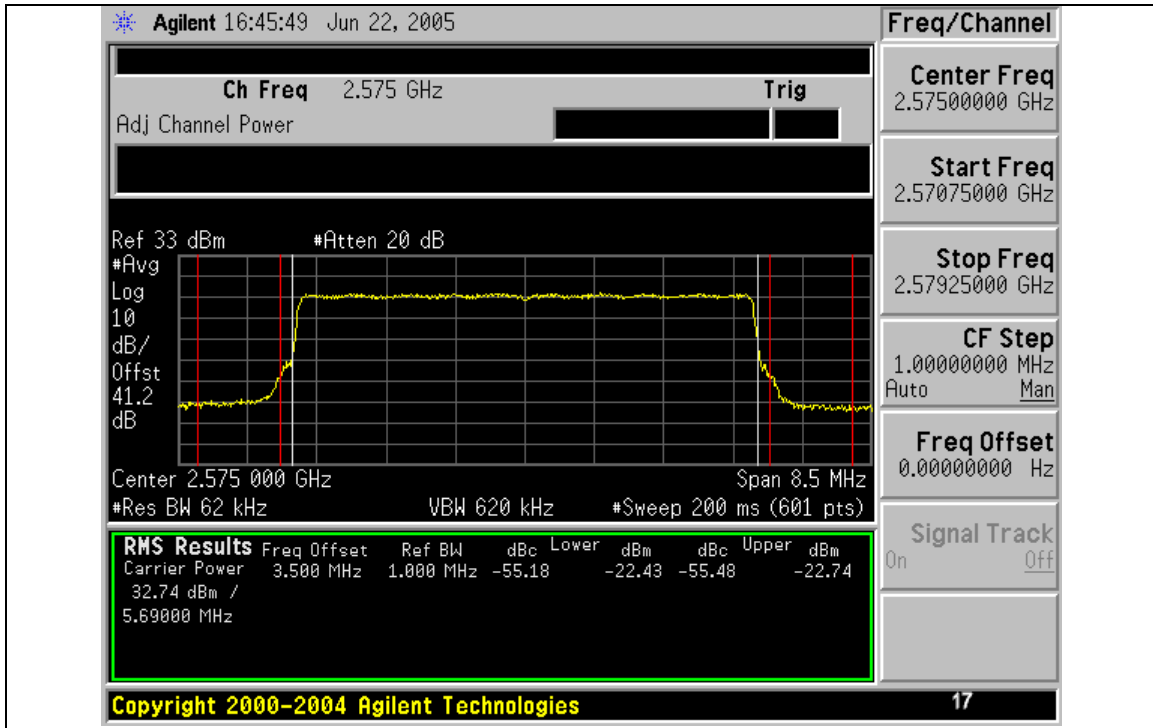 Agilent 16:45:49 Jun 22, 2005
Freq/Channel
Ch Freq 2.575 GHz Trig
Adj Channel Power
Center Freq
2.57500000 GHz
Start Freq
2.57075000 GHz
Stop Freq
2.57925000 GHz
CF Step
1.00000000 MHz
Auto Man
Freq Offset
0.00000000 Hz
Signal Track
On Off
Ref 33 dBm #Atten 20 dB
#Avg
Log
10
dB/
Offst
41.2
dB
Center 2.575 000 GHz Span 8.5 MHz
#Res BW 62 kHz VBW 620 kHz #Sweep 200 ms (601 pts)
RMS Results Freq Offset Ref BW dBc Lower dBm dBc Upper dBm
Carrier Power 3.500 MHz 1.000 MHz -55.18 -22.43 -55.48 -22.74
32.74 dBm /
5.69000 MHz
Copyright 2000-2004 Agilent Technologies 17